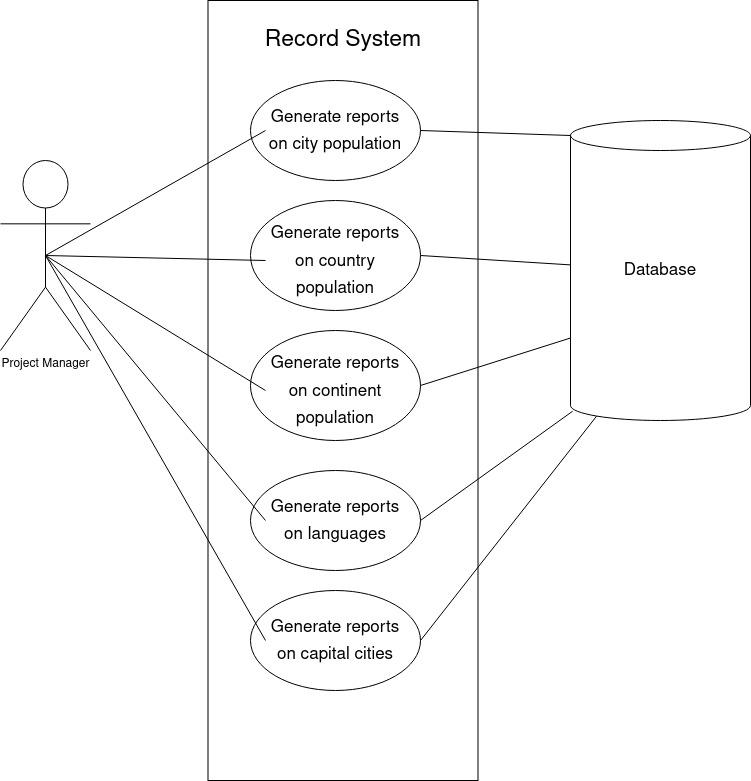 Record System
Generate reports
on city population
Generate reports
on country
population
Generate reports
on continent
population
Generate reports
on languages
Generate reports
on capital cities
Project Manager
Database